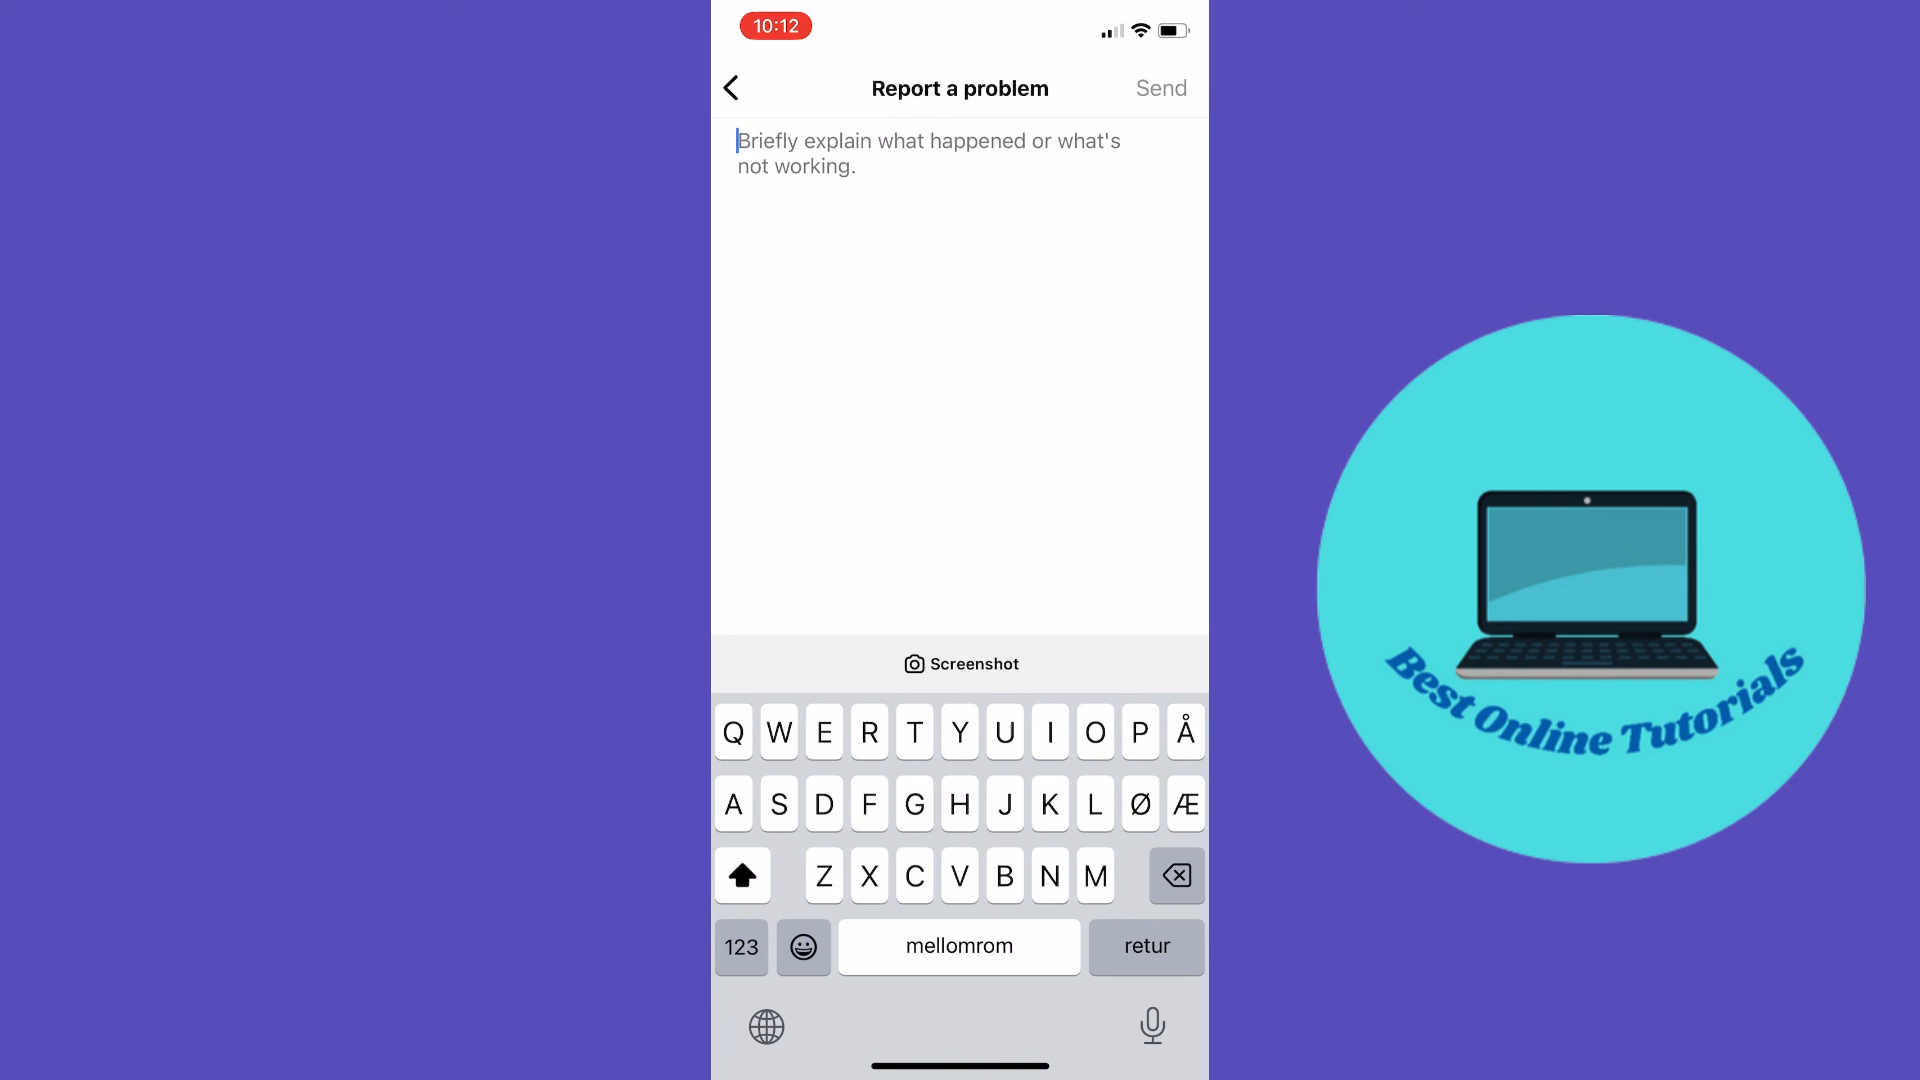 10:12
Report a problem
Send
Briefly explain what happened or what's
not working.
Screenshot
Q W E R T Y U I O P Å
A S D F G H J K L Ø Æ
Z X C V B N M
123
mellomrom
retur
Best Online Tutorials